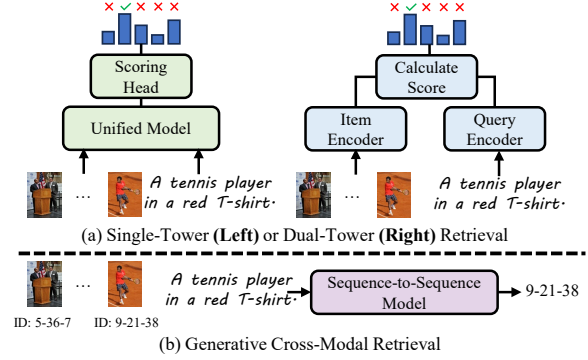 Scoring
Head
Unified Model
...
A tennis player
in a red T-shirt.
Calculate
Score
Item
Encoder
Query
Encoder
...
A tennis player
in a red T-shirt.
(a) Single-Tower (Left) or Dual-Tower (Right) Retrieval
...
A tennis player
in a red T-shirt.
Sequence-to-Sequence
Model
9-21-38
ID: 5-36-7
ID: 9-21-38
(b) Generative Cross-Modal Retrieval